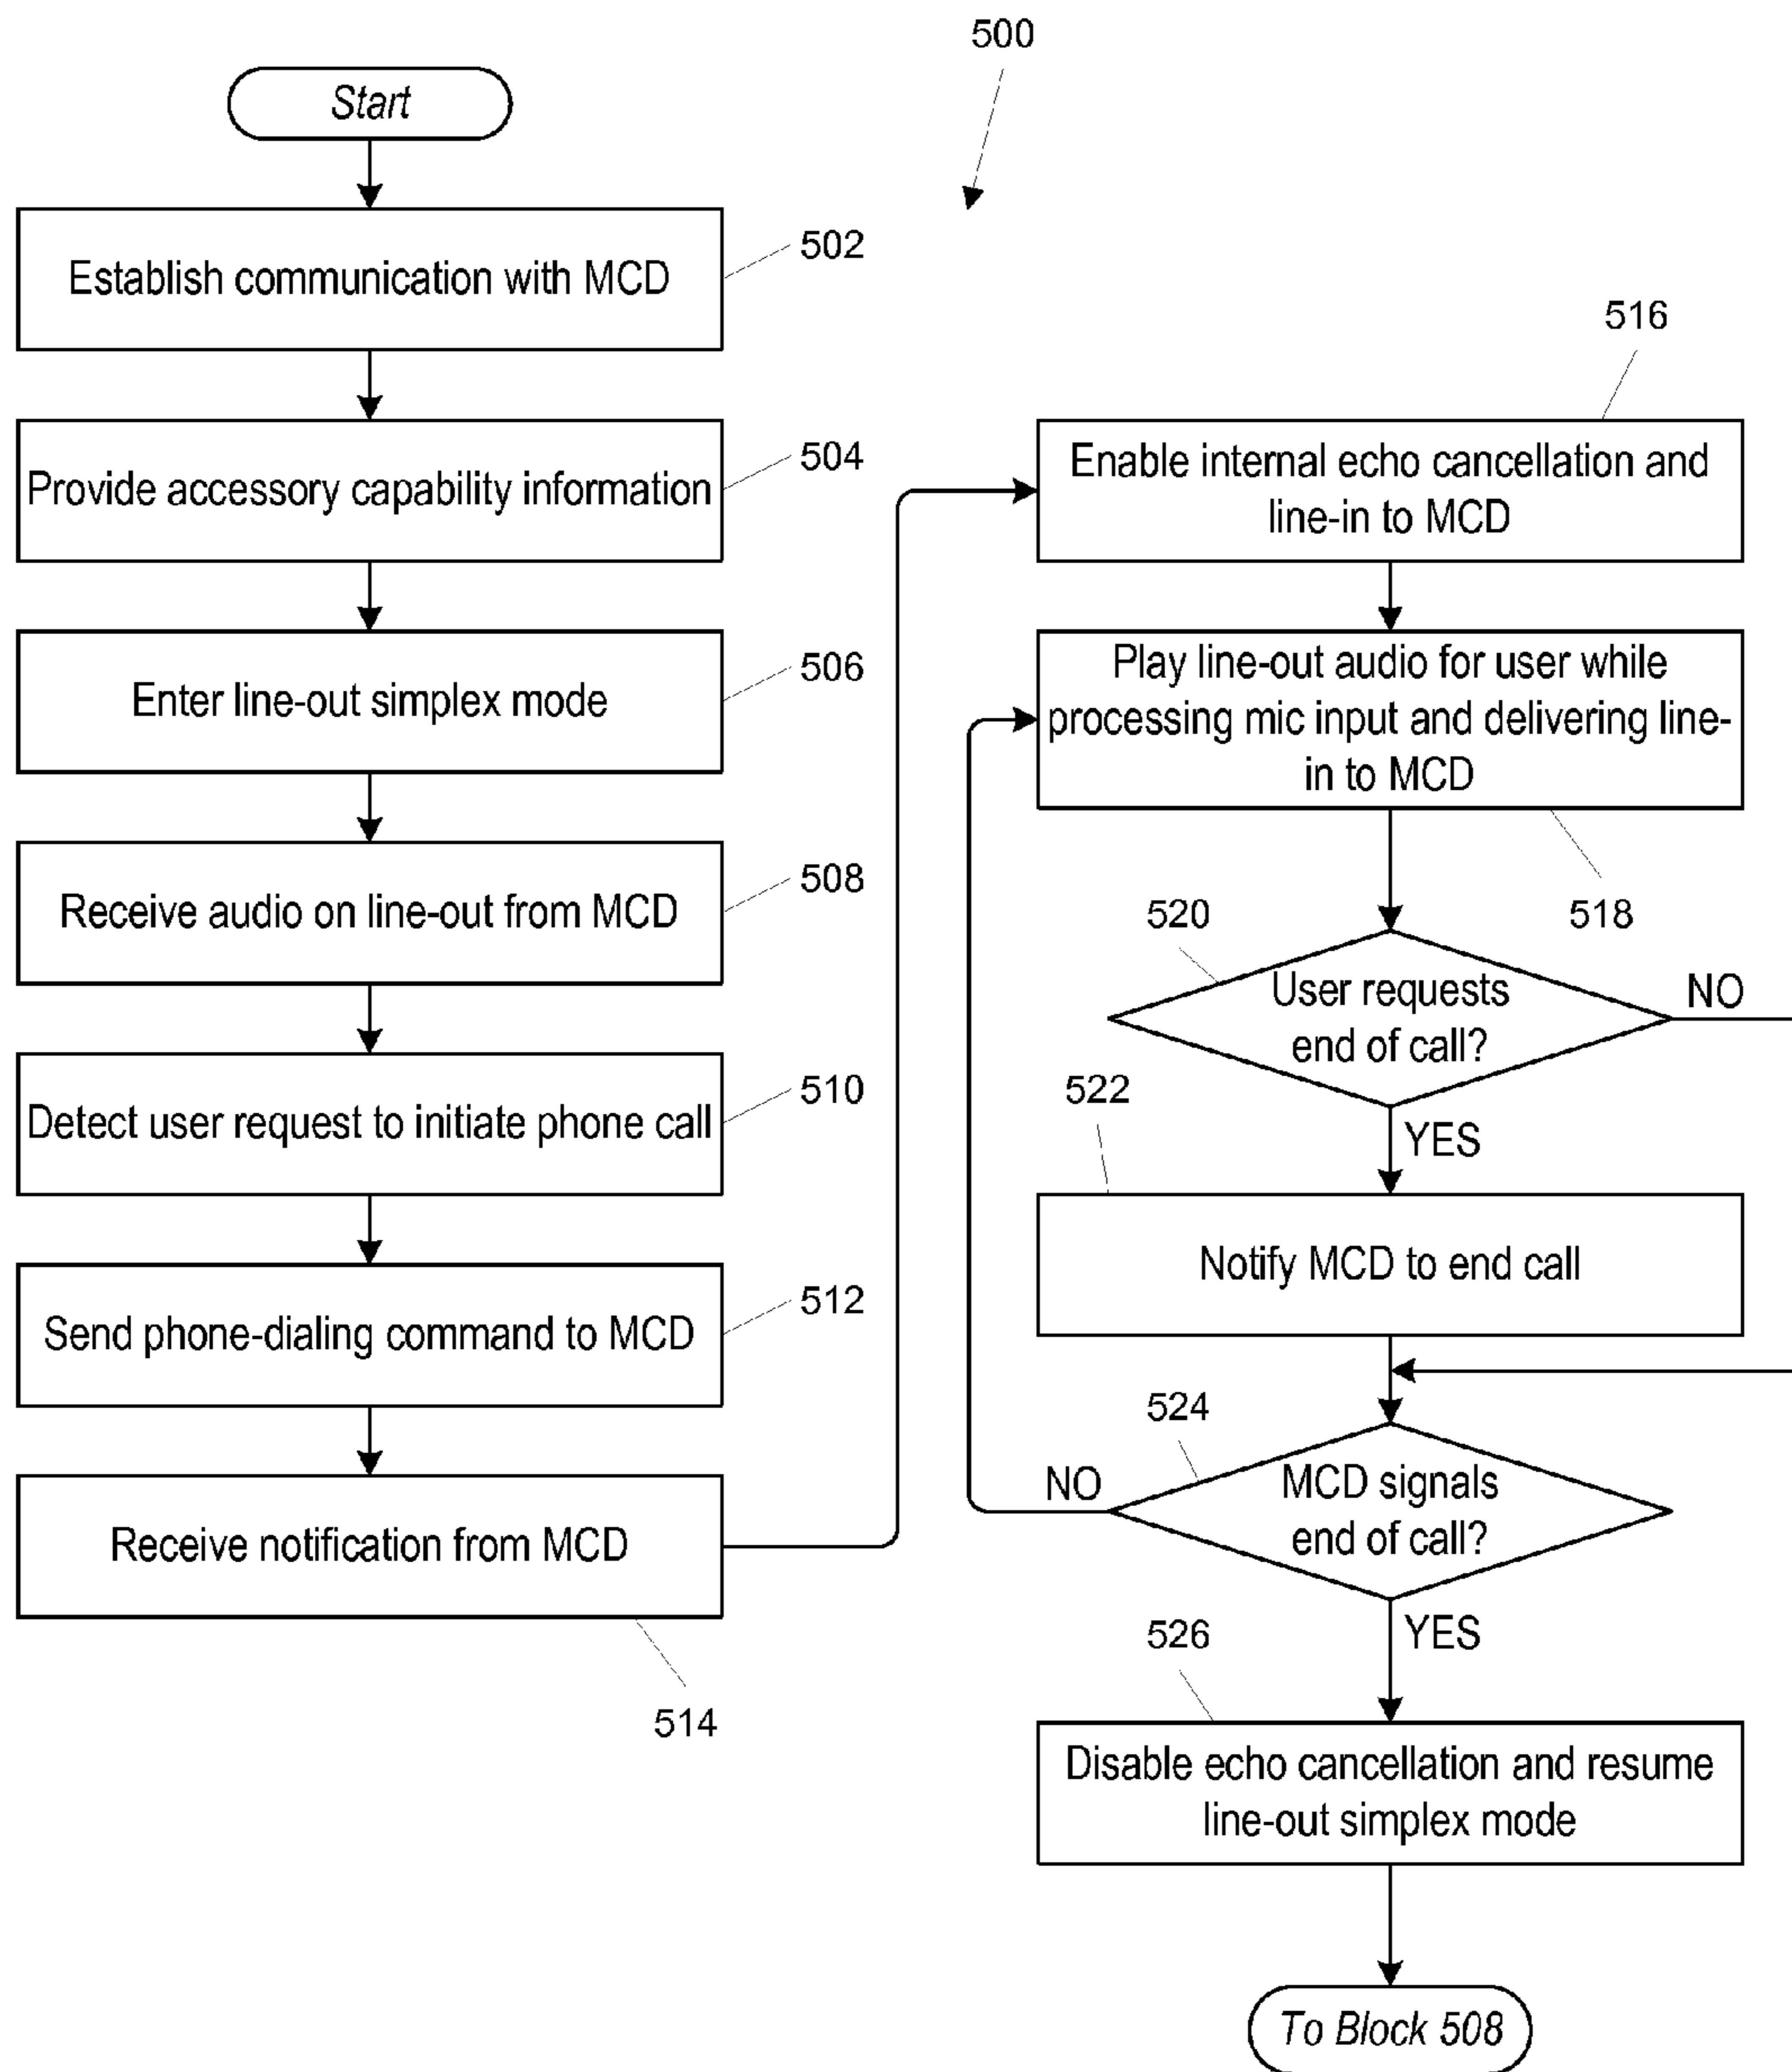 500
Start
Establish communication with MCD
502
Provide accessory capability information
504
Enter line-out simplex mode
506
Receive audio on line-out from MCD
508
Detect user request to initiate phone call
510
Send phone-dialing command to MCD
512
Receive notification from MCD
514
516
Enable internal echo cancellation and
line-in to MCD
Play line-out audio for user while
processing mic input and delivering line-
in to MCD
518
520
User requests
end of call?
NO
YES
522
Notify MCD to end call
524
MCD signals
end of call?
NO
YES
526
Disable echo cancellation and resume
line-out simplex mode
To Block 508